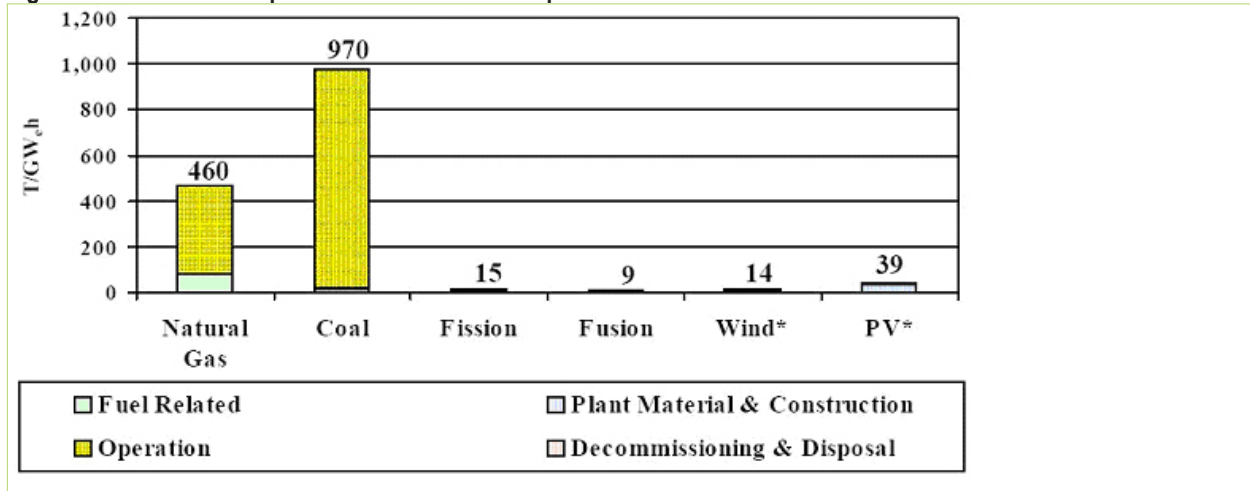 1,200
970
1,000
800
T/GWeh
600
460
400
200
15
9
14
39
0
Natural Gas
Coal
Fission
Fusion
Wind*
PV*
Fuel Related
Plant Material & Construction
Operation
Decommissioning & Disposal